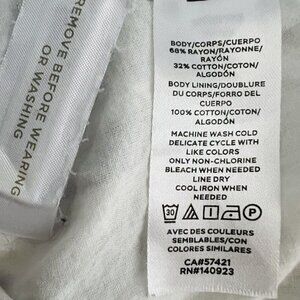 REMOVE BEFORE WEARING
OR WASHING
BODY/CORPS/CUERPO
68% RAYON/RAYONNE/
RAYÓN
32% COTTON/COTON/
ALGODÓN
BODY LINING/DOUBLURE
DU CORPS/FORRO DEL
CUERPO
100% COTTON/COTON/
ALGODÓN
MACHINE WASH COLD
DELICATE CYCLE WITH
LIKE COLORS
ONLY NON-CHLORINE
BLEACH WHEN NEEDED
LINE DRY
COOL IRON WHEN
NEEDED
30 P
AVEC DES COULEURS
SEMBLABLES/CON
COLORES SIMILARES
CA#57421
RN#140923